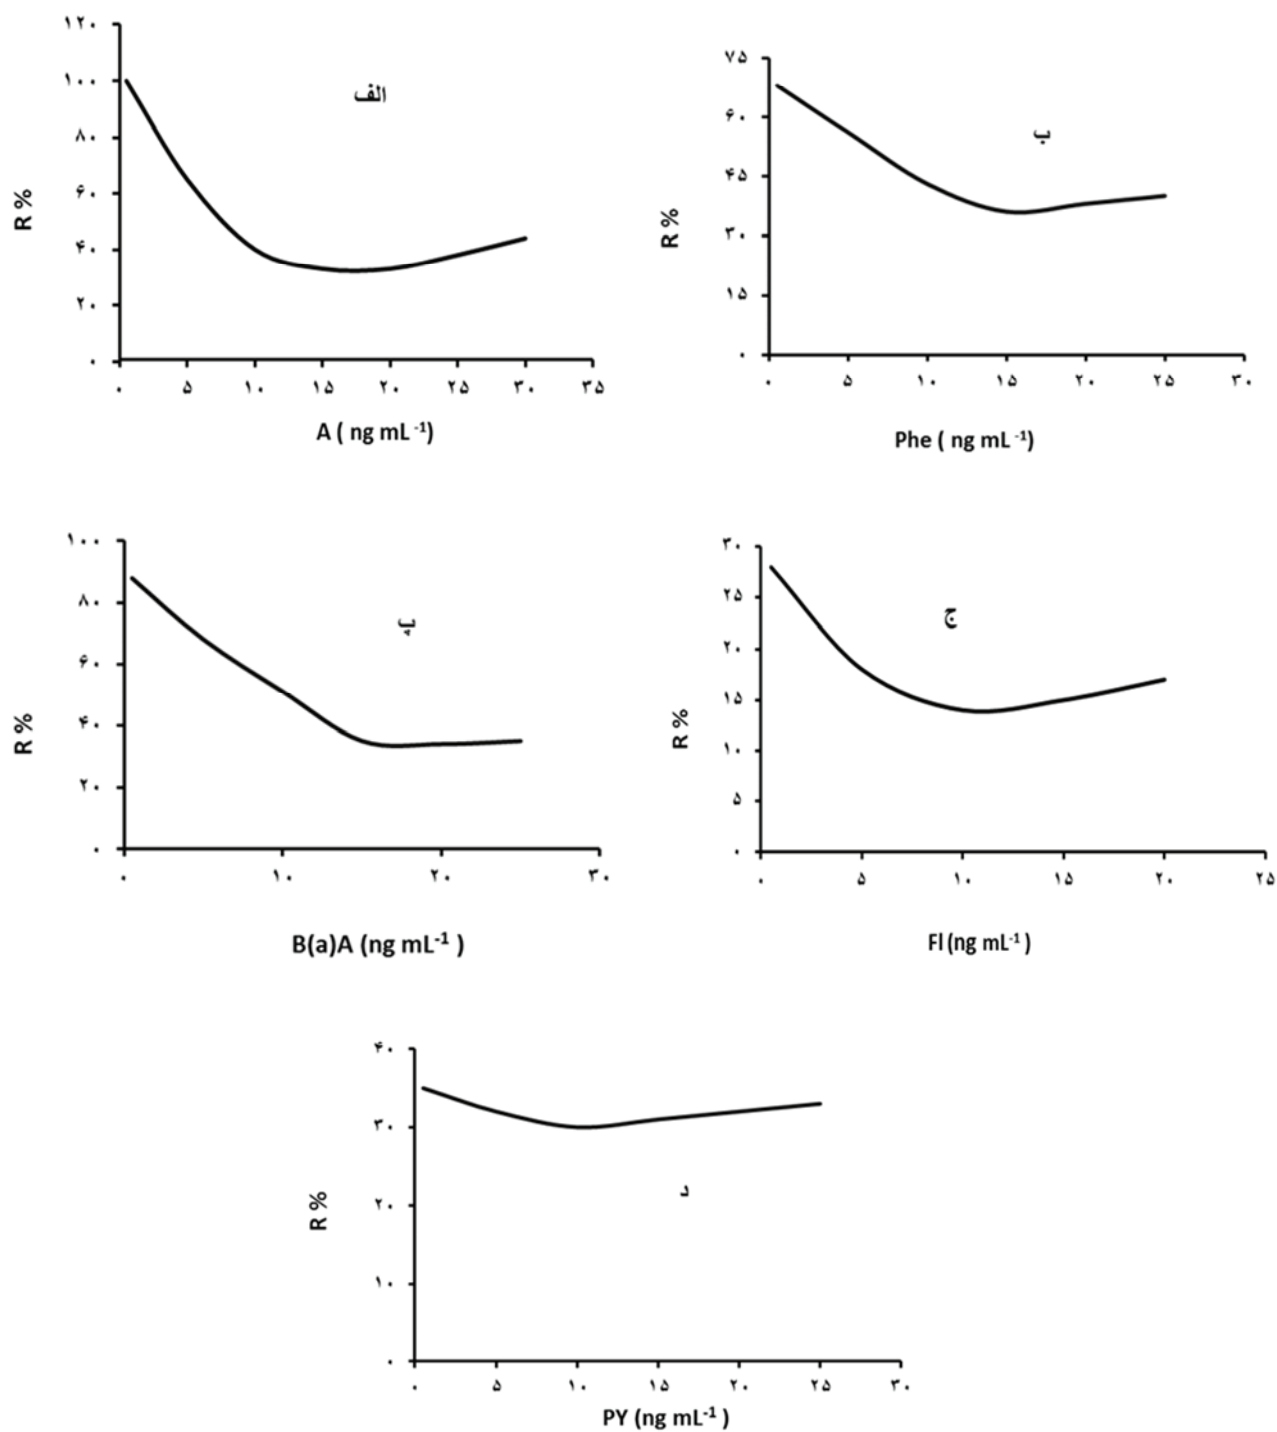 ۱۲۰
۱۰۰
۸۰
۶۰
۴۰
۲۰
۰
R %
الف
۰ ۵ ۱۰ ۱۵ ۲۰ ۲۵ ۳۰ ۳۵
A ( ng mL -1)
۷۵
۶۰
۴۵
۳۰
۱۵
۰
R %
ب
۰ ۵ ۱۰ ۱۵ ۲۰ ۲۵ ۳۰
Phe ( ng mL -1)
۱۰۰
۸۰
۶۰
۴۰
۲۰
۰
R %
۰ ۱۰ ۲۰ ۳۰
B(a)A (ng mL-1 )
۳۰
۲۵
۲۰
۱۵
۱۰
۵
۰
R %
ج
۰ ۵ ۱۰ ۱۵ ۲۰ ۲۵
Fl (ng mL-1 )
۴۰
۳۰
۲۰
۱۰
۰
R %
د
۰ ۵ ۱۰ ۱۵ ۲۰ ۲۵ ۳۰
PY (ng mL-1 )